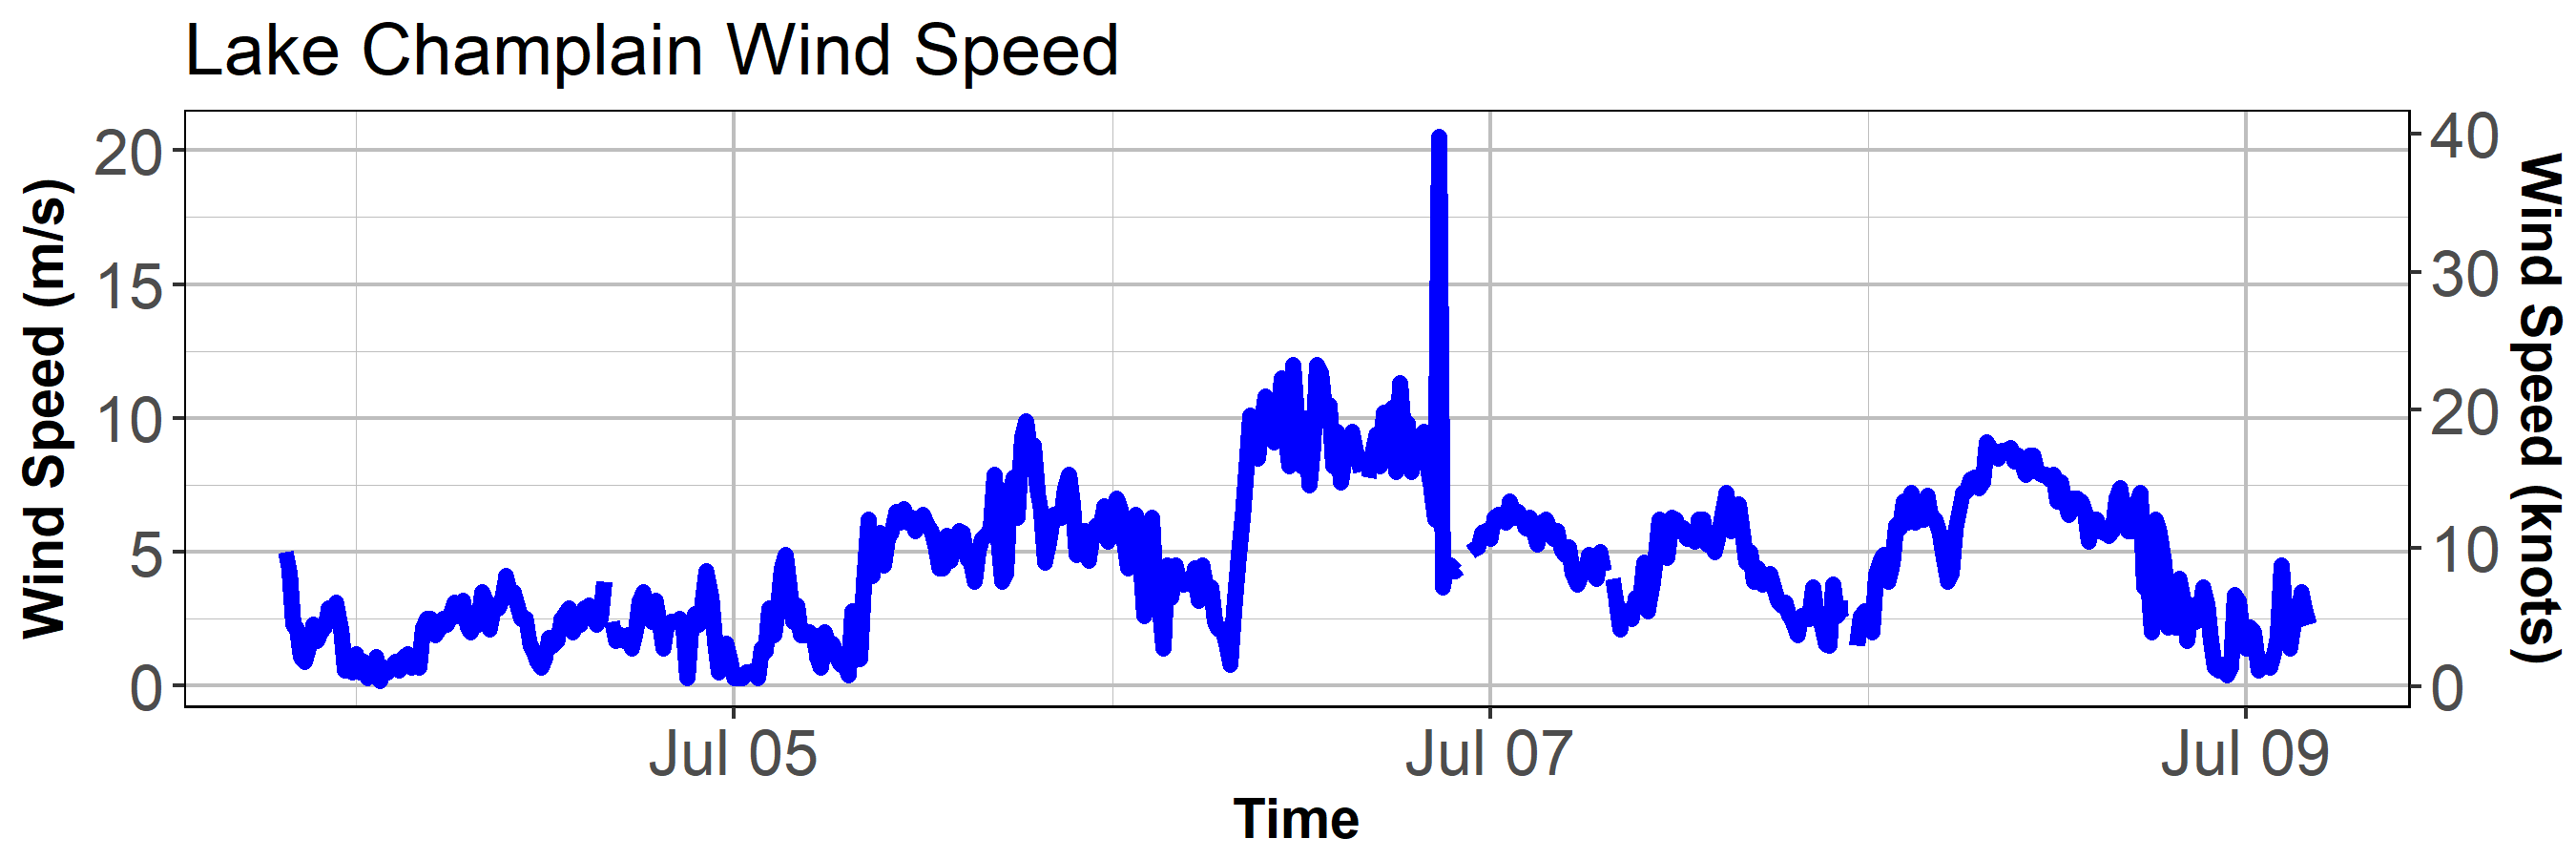 Lake Champlain Wind Speed
Wind Speed (m/s)
20
15
10
5
0
40
30
20
10
0
Wind Speed (knots)
Jul 05
Jul 07
Jul 09
Time